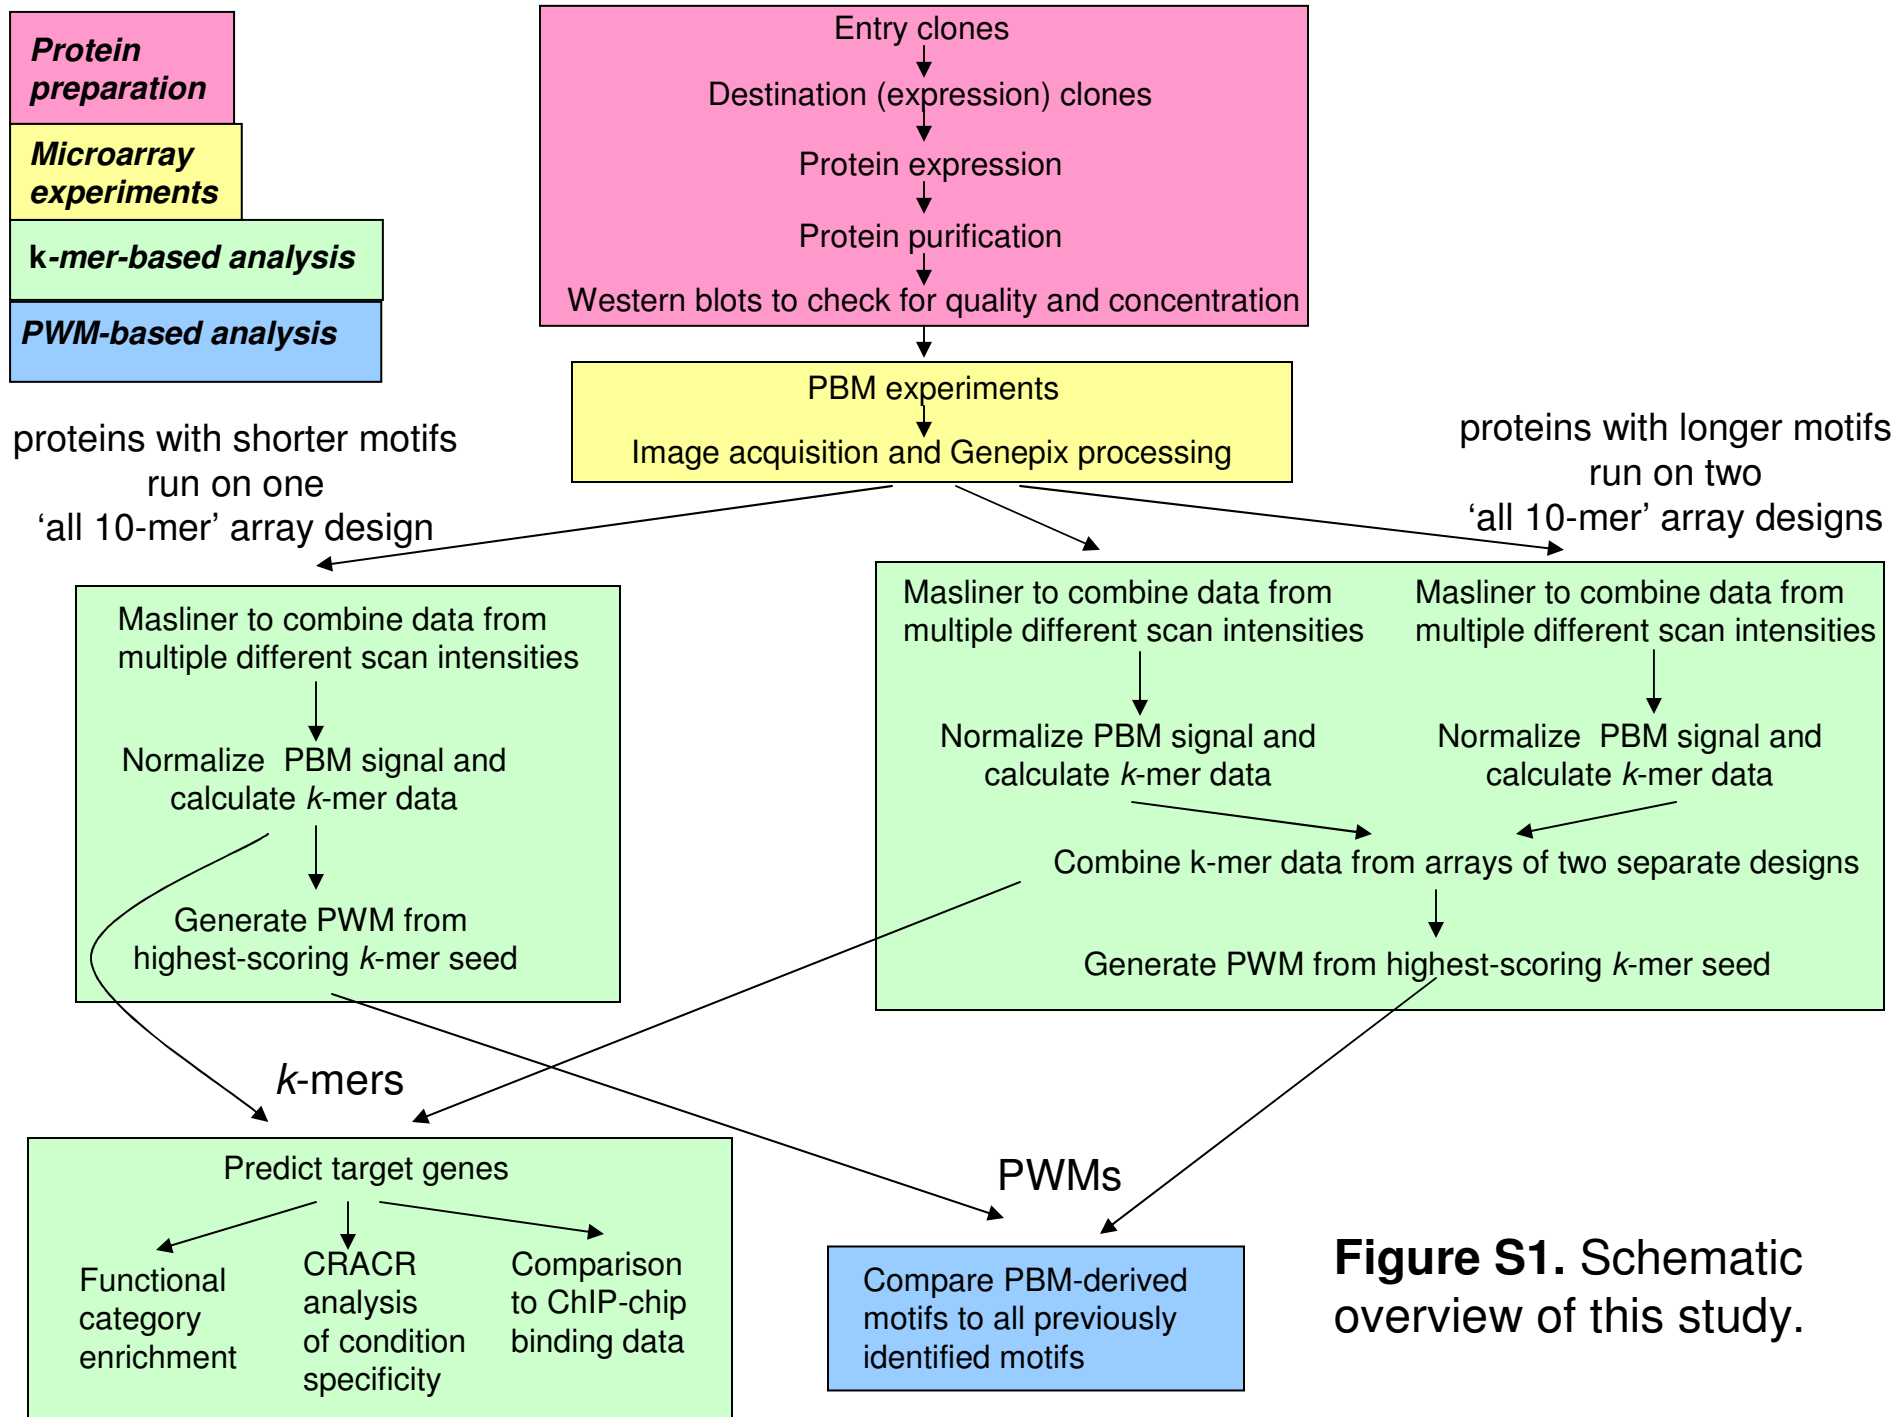 Protein
preparation
Microarray
experiments
k-mer-based analysis
PWM-based analysis
Entry clones
Destination (expression) clones
Protein expression
Protein purification
Western blots to check for quality and concentration
PBM experiments
Image acquisition and Genepix processing
proteins with shorter motifs
run on one
‘all 10-mer’ array design
proteins with longer motifs
run on two
‘all 10-mer’ array designs
Masliner to combine data from
multiple different scan intensities
Normalize PBM signal and
calculate k-mer data
Generate PWM from
highest-scoring k-mer seed
Masliner to combine data from
multiple different scan intensities
Normalize PBM signal and
calculate k-mer data
Masliner to combine data from
multiple different scan intensities
Normalize PBM signal and
calculate k-mer data
Combine k-mer data from arrays of two separate designs
Generate PWM from highest-scoring k-mer seed
k-mers
PWMs
Predict target genes
Functional
category
enrichment
CRACR
analysis
of condition
specificity
Comparison
to ChIP-chip
binding data
Compare PBM-derived
motifs to all previously
identified motifs
Figure S1. Schematic
overview of this study.